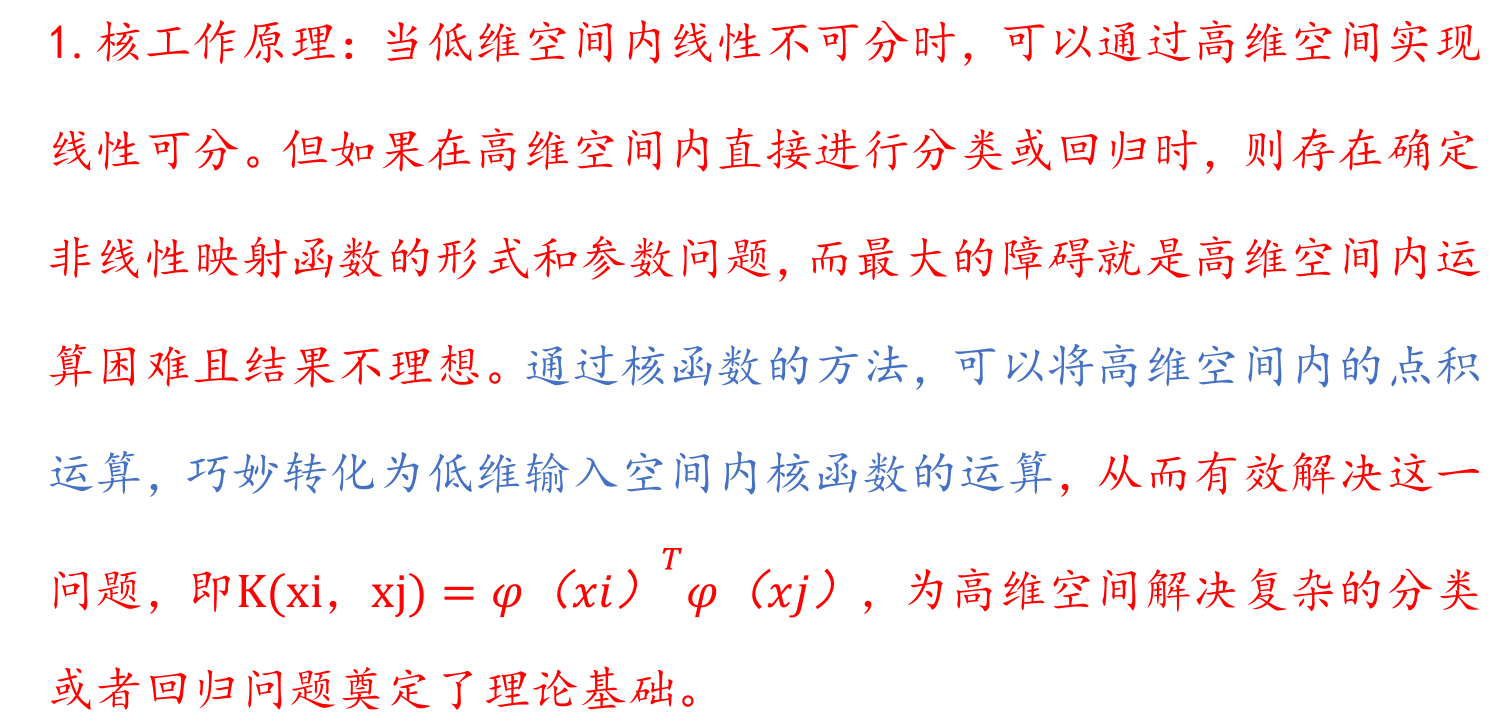 1.核工作原理：当低维空间内线性不可分时，可以通过高维空间实现
线性可分。但如果在高维空间内直接进行分类或回归时，则存在确定
非线性映射函数的形式和参数问题，而最大的障碍就是高维空间内运
算困难且结果不理想。通过核函数的方法，可以将高维空间内的点积
运算，巧妙转化为低维输入空间内核函数的运算，从而有效解决这一
问题，即K(xi，xj) = φ（xi）^T φ（xj），为高维空间解决复杂的分类
或者回归问题奠定了理论基础。